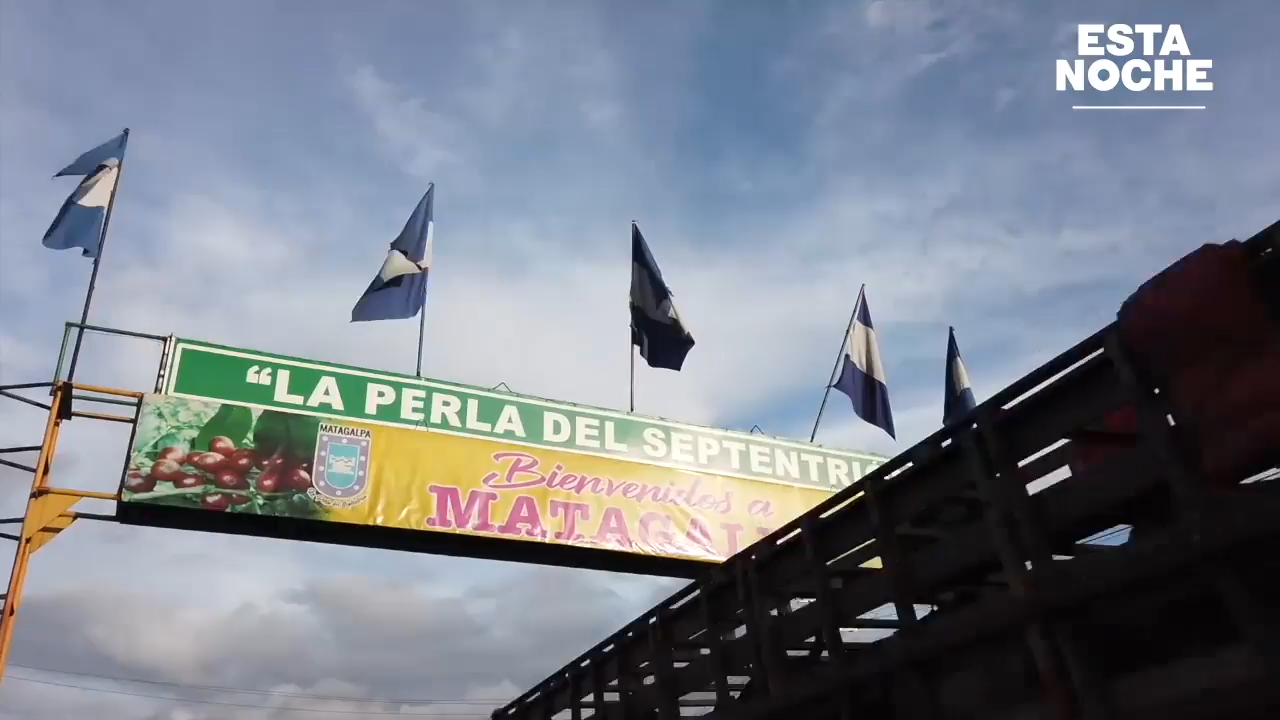 ESTA
NOCHE
“LA PERLA DEL SEPTENTRI
MATAGALPA
Bienvenidos a
MATAGAL